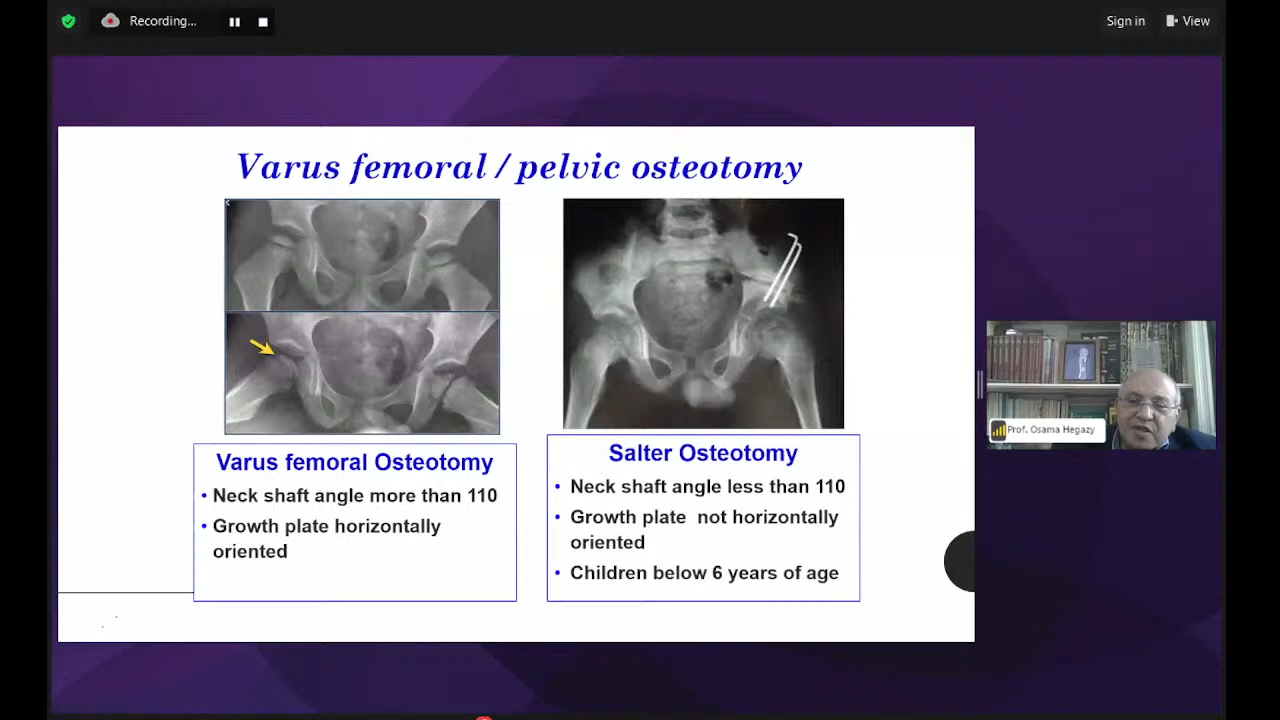 Recording...
Sign in
View
Varus femoral / pelvic osteotomy
Varus femoral Osteotomy
• Neck shaft angle more than 110
• Growth plate horizontally
oriented
Salter Osteotomy
• Neck shaft angle less than 110
• Growth plate not horizontally
oriented
• Children below 6 years of age
Prof. Osama Hegazy